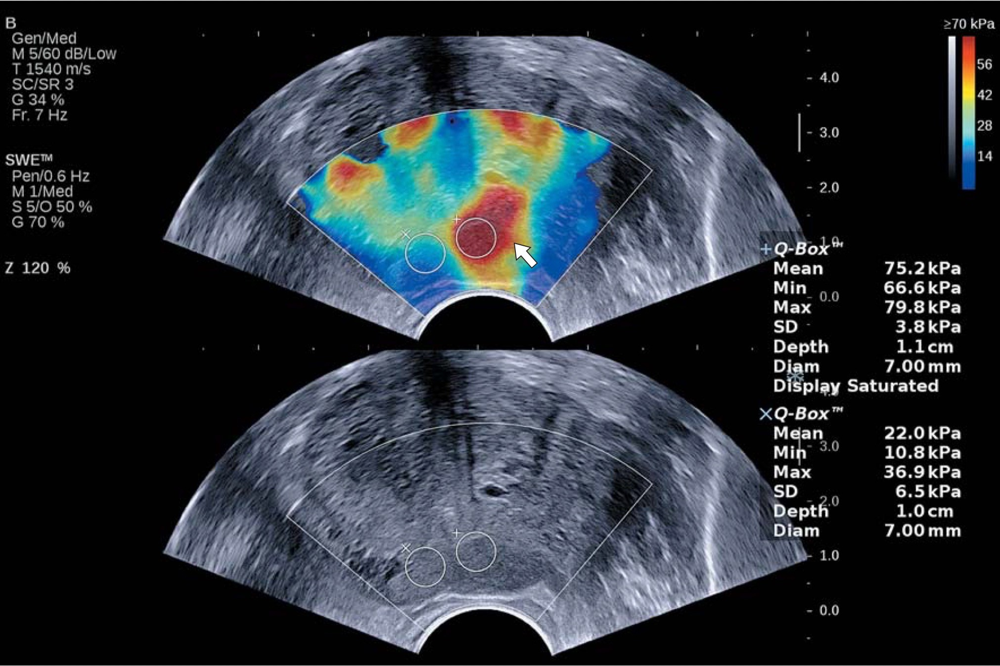 B
Gen/Med
M 5/60 dB/Low
T 1540 m/s
SC/SR 3
G 34 %
Fr. 7 Hz
SWE™
Pen/0.6 Hz
M 1/Med
S 5/O 50 %
G 70 %
Z 120 %
≥70 kPa
56
42
28
14
4.0
3.0
2.0
1.0
0.0
+ Q-Box™
Mean 75.2 kPa
Min 66.6 kPa
Max 79.8 kPa
SD 3.8 kPa
Depth 1.1 cm
Diam 7.00 mm
Display Saturated
4.0
× Q-Box™
Mean 22.0 kPa
Min 10.8 kPa
3.0
Max 36.9 kPa
SD 6.5 kPa
2.0
Depth 1.0 cm
Diam 7.00 mm
1.0
0.0